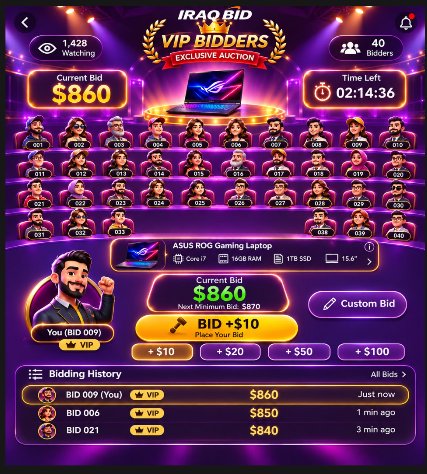 IRAQ BID
VIP BIDDERS
EXCLUSIVE AUCTION
1,428
Watching
40
Bidders
Current Bid
$860
Time Left
02:14:36
001 002 003 004 005 006 007 008 009 010
011 012 013 014 015 016 017 018 019 020
021 022 023 024 025 026 027 028 029 030
031 032 033 038 039 040
ASUS ROG Gaming Laptop
Core i7 16GB RAM 1TB SSD 15.6"
Current Bid
$860
Next Minimum Bid: $870
Custom Bid
BID +$10
Place Your Bid
You (BID 009)
VIP
+ $10 + $20 + $50 + $100
Bidding History All Bids
BID 009 (You) VIP $860 Just now
BID 006 VIP $850 1 min ago
BID 021 VIP $840 3 min ago